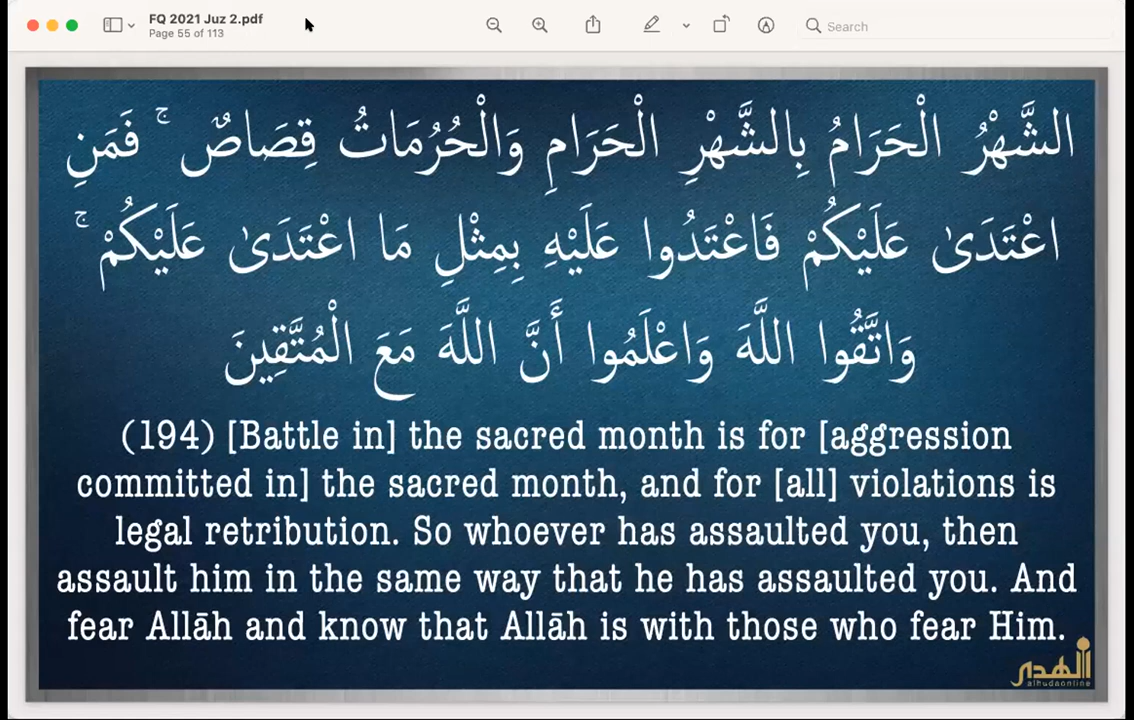 FQ 2021 Juz 2.pdf
Page 55 of 113
Search
الشَّهْرُ الْحَرَامُ بِالشَّهْرِ الْحَرَامِ وَالْحُرُمَاتُ قِصَاصٌ ۚ فَمَنِ
اعْتَدَىٰ عَلَيْكُمْ فَاعْتَدُوا عَلَيْهِ بِمِثْلِ مَا اعْتَدَىٰ عَلَيْكُمْ ۚ
وَاتَّقُوا اللَّهَ وَاعْلَمُوا أَنَّ اللَّهَ مَعَ الْمُتَّقِينَ
(194) [Battle in] the sacred month is for [aggression
committed in] the sacred month, and for [all] violations is
legal retribution. So whoever has assaulted you, then
assault him in the same way that he has assaulted you. And
fear Allāh and know that Allāh is with those who fear Him.
الهدى
alhudaonline